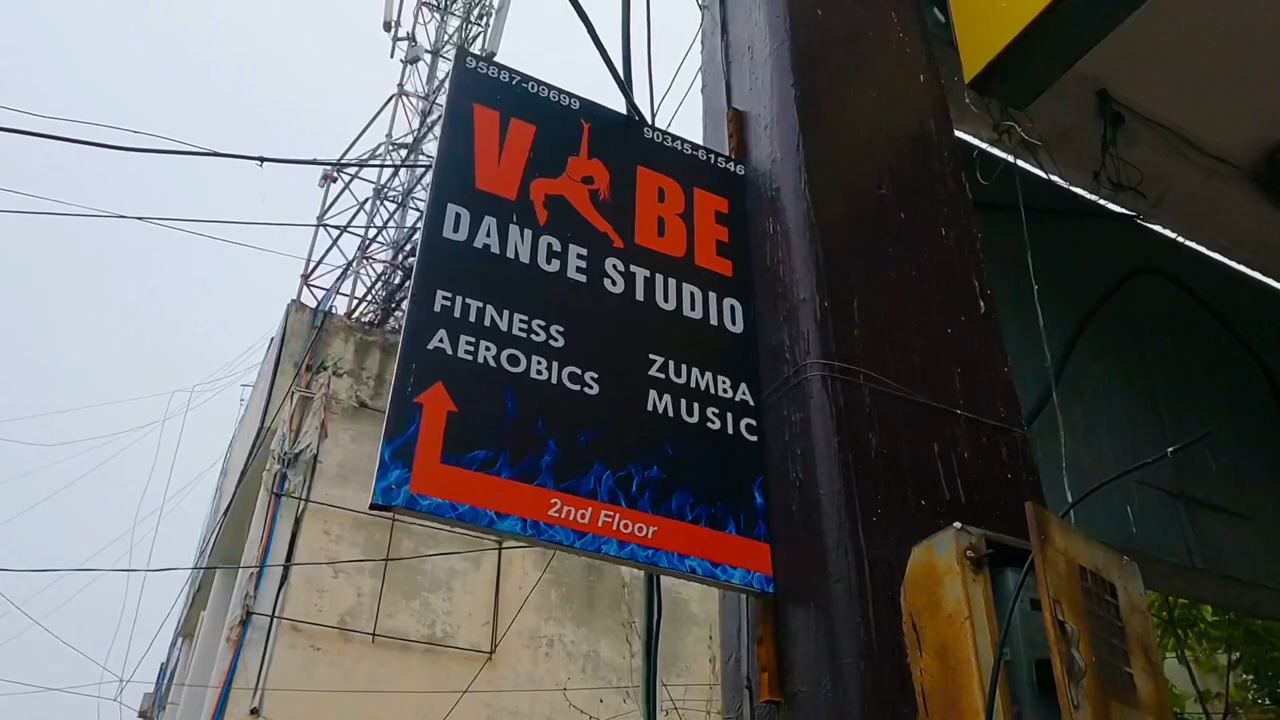 95887-09699
90345-61546
V BE
DANCE STUDIO
FITNESS
AEROBICS
ZUMBA
MUSIC
2nd Floor